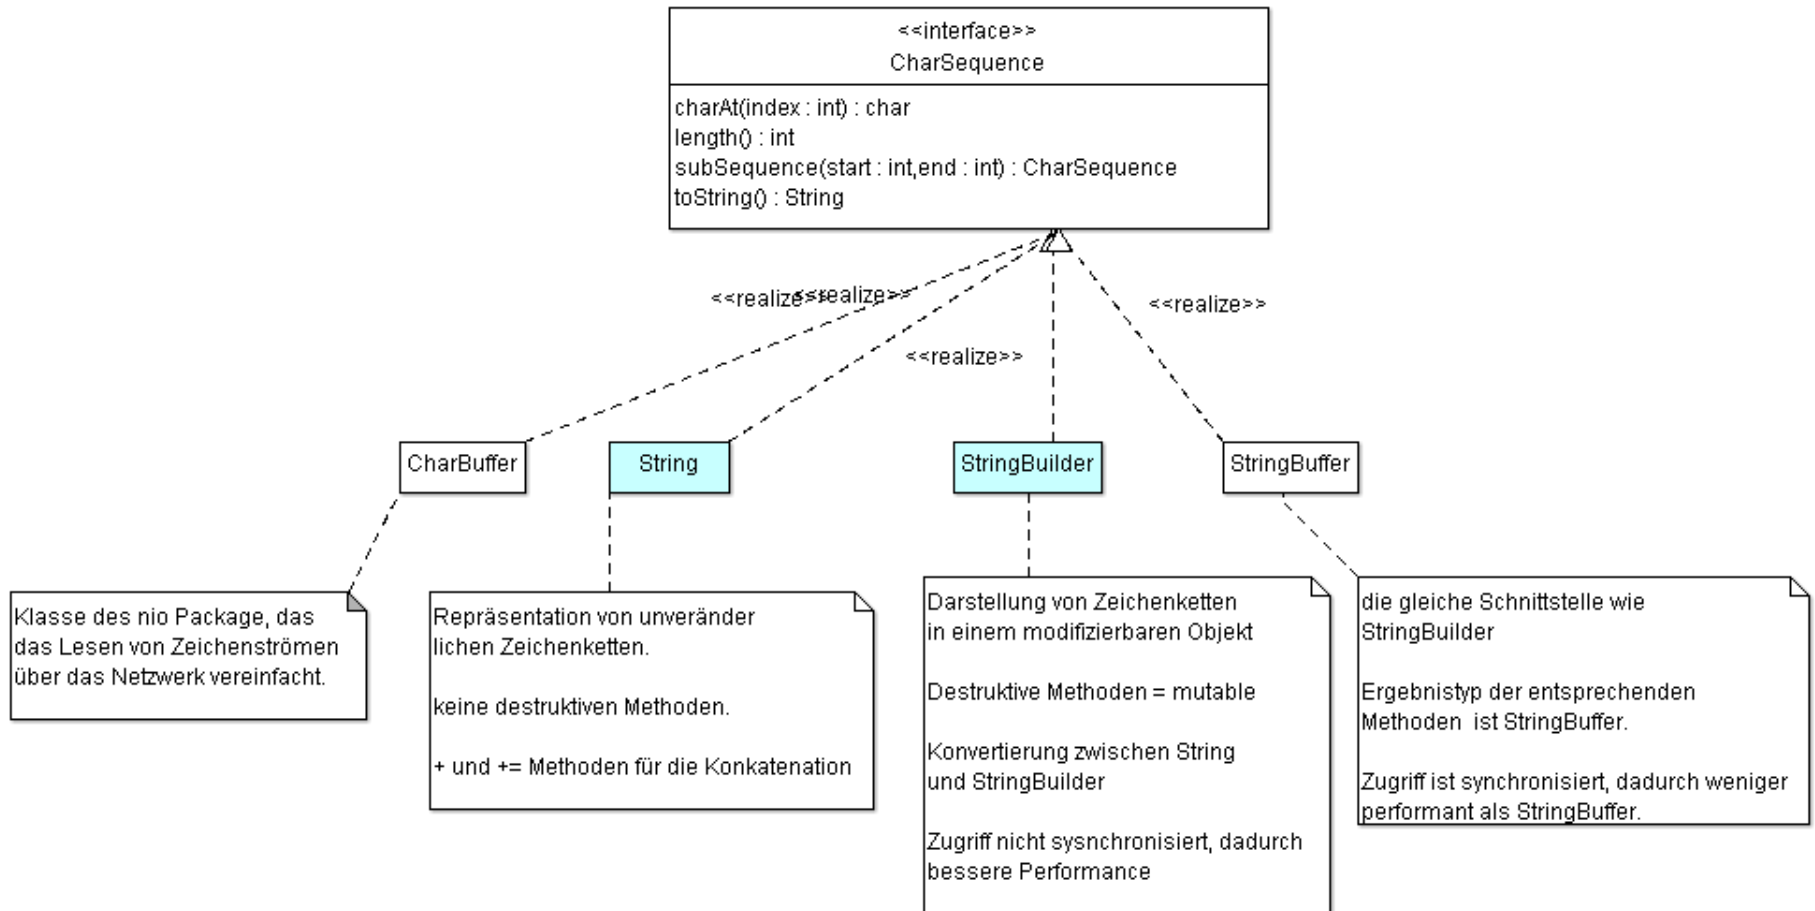 <<interface>>
CharSequence
charAt(index : int) : char
length() : int
subSequence(start : int,end : int) : CharSequence
toString() : String
<<realize>>
<<realize>>
<<realize>>
<<realize>>
CharBuffer
String
StringBuilder
StringBuffer
Klasse des nio Package, das
das Lesen von Zeichenströmen
über das Netzwerk vereinfacht.
Repräsentation von unveränder
lichen Zeichenketten.
keine destruktiven Methoden.
+ und += Methoden für die Konkatenation
Darstellung von Zeichenketten
in einem modifizierbaren Objekt
Destruktive Methoden = mutable
Konvertierung zwischen String
und StringBuilder
Zugriff nicht sysnchronisiert, dadurch
bessere Performance
die gleiche Schnittstelle wie
StringBuilder
Ergebnistyp der entsprechenden
Methoden  ist StringBuffer.
Zugriff ist synchronisiert, dadurch weniger
performant als StringBuffer.